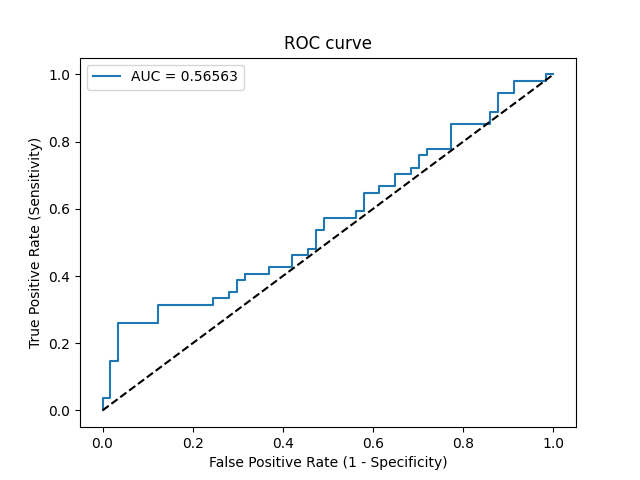 ROC curve
AUC = 0.56563
1.0
0.8
0.6
0.4
0.2
0.0
True Positive Rate (Sensitivity)
0.0 0.2 0.4 0.6 0.8 1.0
False Positive Rate (1 - Specificity)